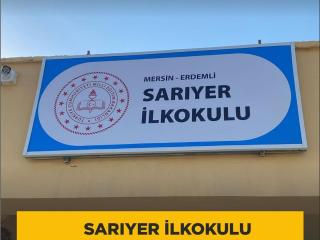 MERSİN - ERDEMLİ
SARIYER
İLKOKULU
SARIYER İLKOKULU